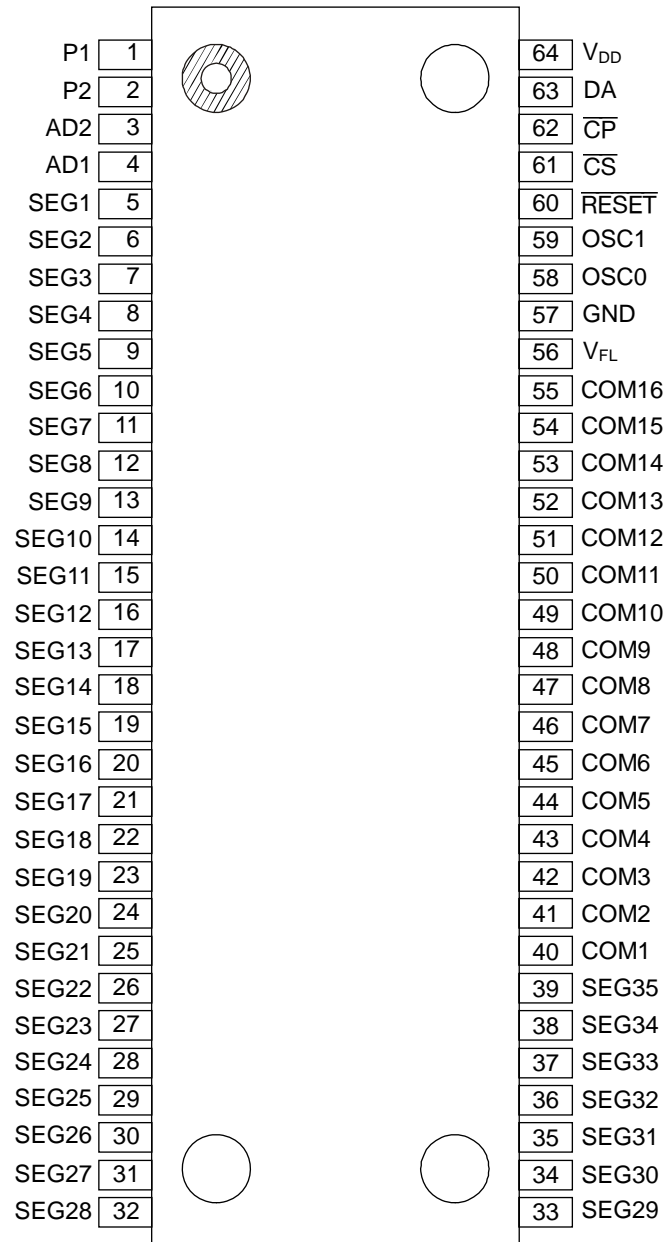 P1 1 64 VDD
P2 2 63 DA
AD2 3 62 C̅P̅
AD1 4 61 C̅S̅
SEG1 5 60 R̅E̅S̅E̅T̅
SEG2 6 59 OSC1
SEG3 7 58 OSC0
SEG4 8 57 GND
SEG5 9 56 VFL
SEG6 10 55 COM16
SEG7 11 54 COM15
SEG8 12 53 COM14
SEG9 13 52 COM13
SEG10 14 51 COM12
SEG11 15 50 COM11
SEG12 16 49 COM10
SEG13 17 48 COM9
SEG14 18 47 COM8
SEG15 19 46 COM7
SEG16 20 45 COM6
SEG17 21 44 COM5
SEG18 22 43 COM4
SEG19 23 42 COM3
SEG20 24 41 COM2
SEG21 25 40 COM1
SEG22 26 39 SEG35
SEG23 27 38 SEG34
SEG24 28 37 SEG33
SEG25 29 36 SEG32
SEG26 30 35 SEG31
SEG27 31 34 SEG30
SEG28 32 33 SEG29